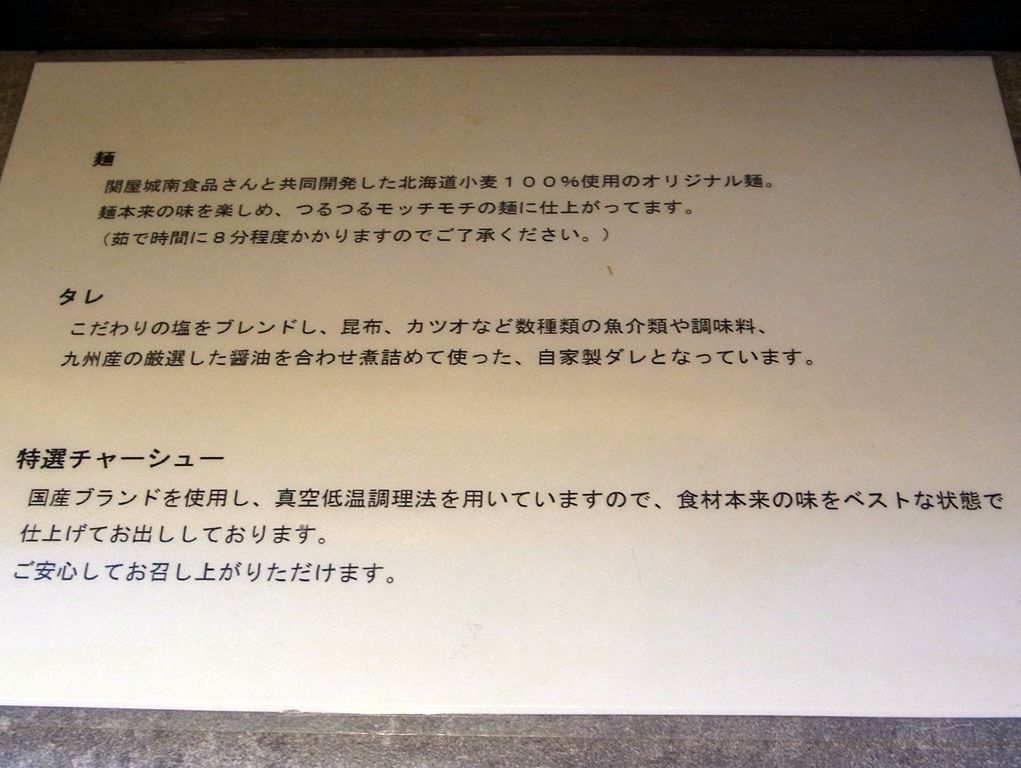 麺
関屋城南食品さんと共同開発した北海道小麦１００％使用のオリジナル麺。
麺本来の味を楽しめ、つるつるモッチモチの麺に仕上がってます。
（茹で時間に８分程度かかりますのでご了承ください。）
タレ
こだわりの塩をブレンドし、昆布、カツオなど数種類の魚介類や調味料、
九州産の厳選した醤油を合わせ煮詰めて使った、自家製ダレとなっています。
特選チャーシュー
国産ブランドを使用し、真空低温調理法を用いていますので、食材本来の味をベストな状態で
仕上げてお出ししております。
ご安心してお召し上がりただけます。